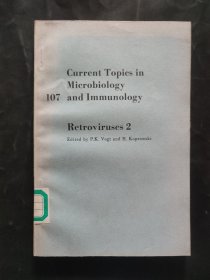 Current Topics in
Microbiology
107 and Immunology
Retroviruses 2
Edited by P.K. Vogt and H. Koprowski